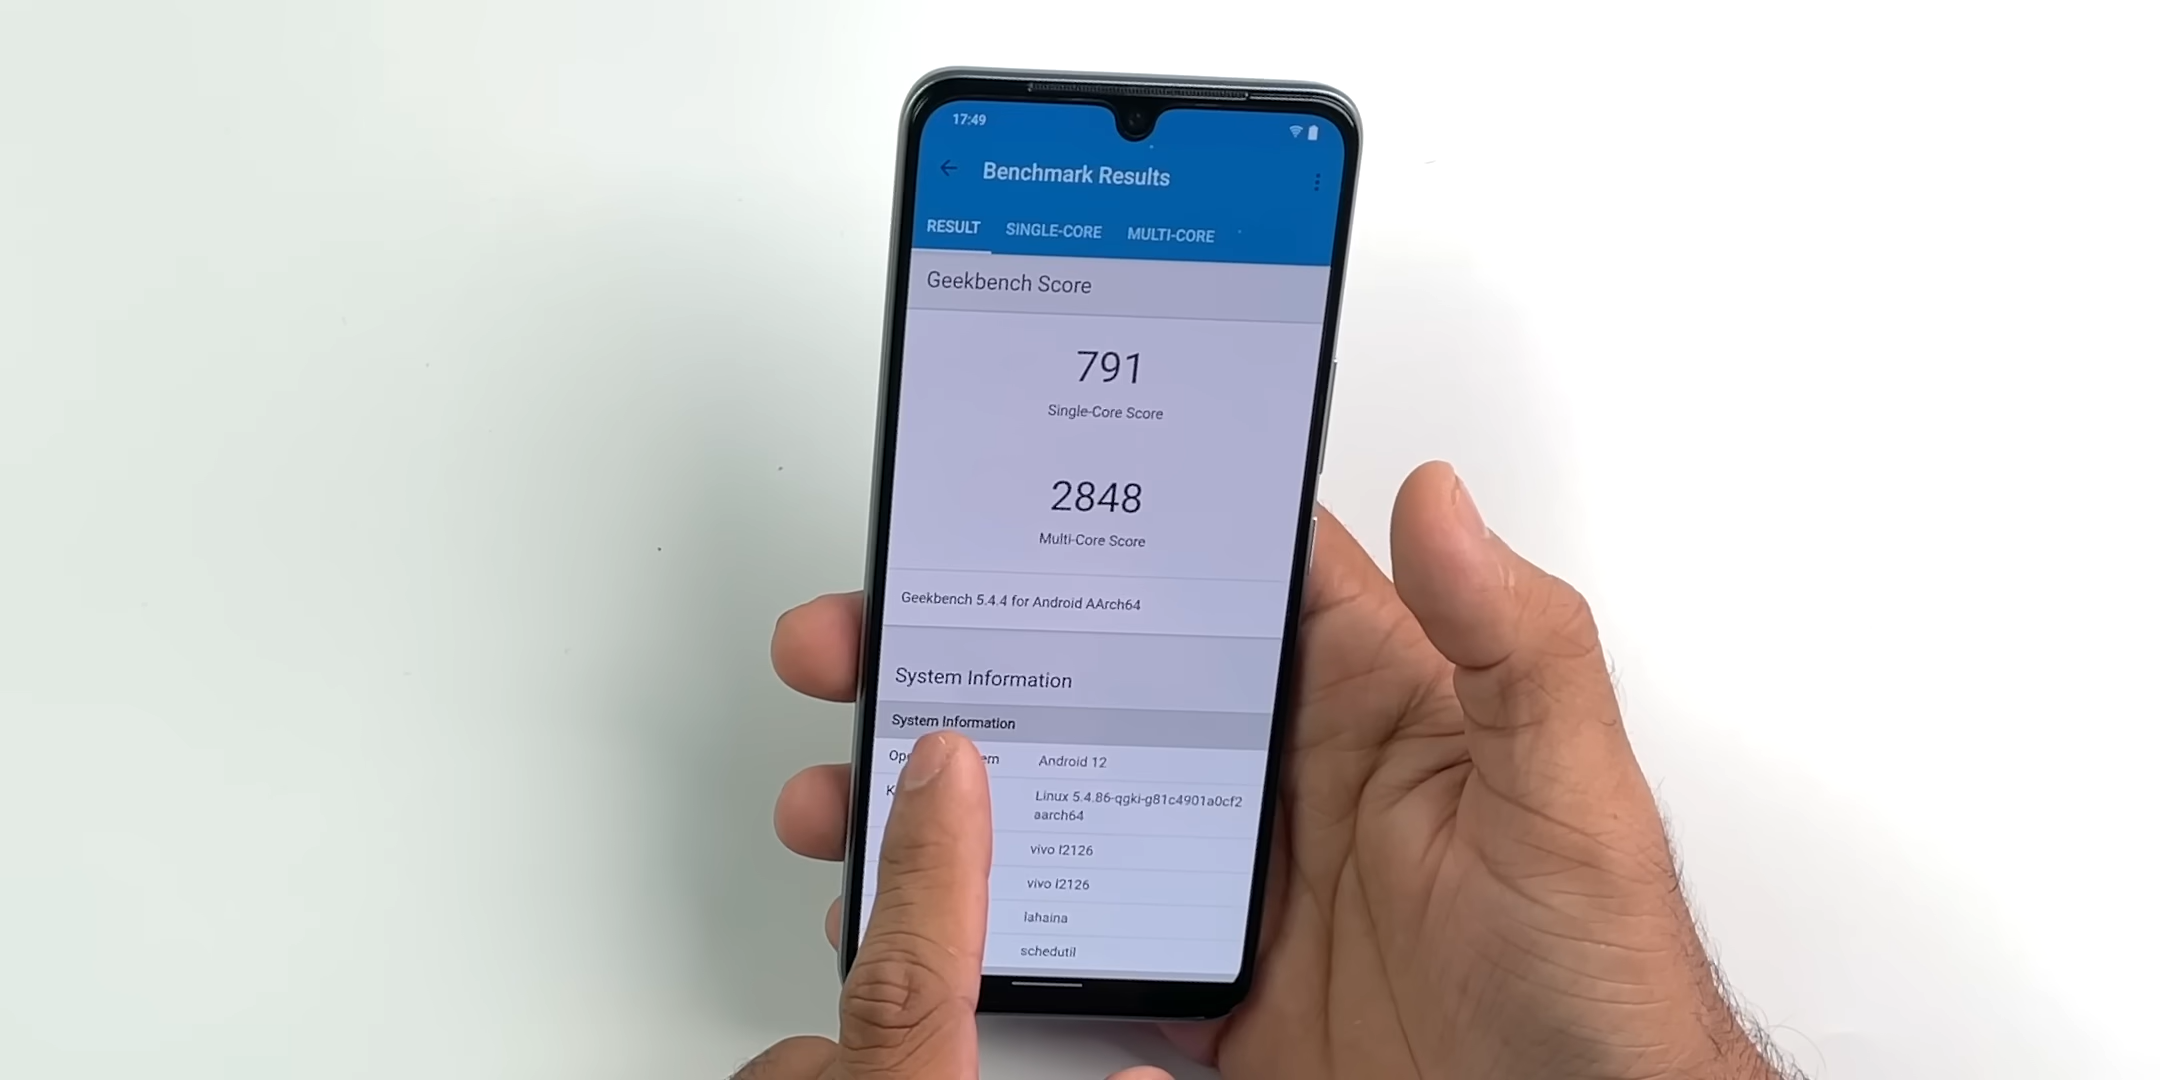 17:49
Benchmark Results
RESULT SINGLE-CORE MULTI-CORE
Geekbench Score
791
Single-Core Score
2848
Multi-Core Score
Geekbench 5.4.4 for Android AArch64
System Information
System Information
Android 12
Linux 5.4.86-qgki-g81c4901a0cf2
aarch64
vivo I2126
vivo I2126
lahaina
schedutil